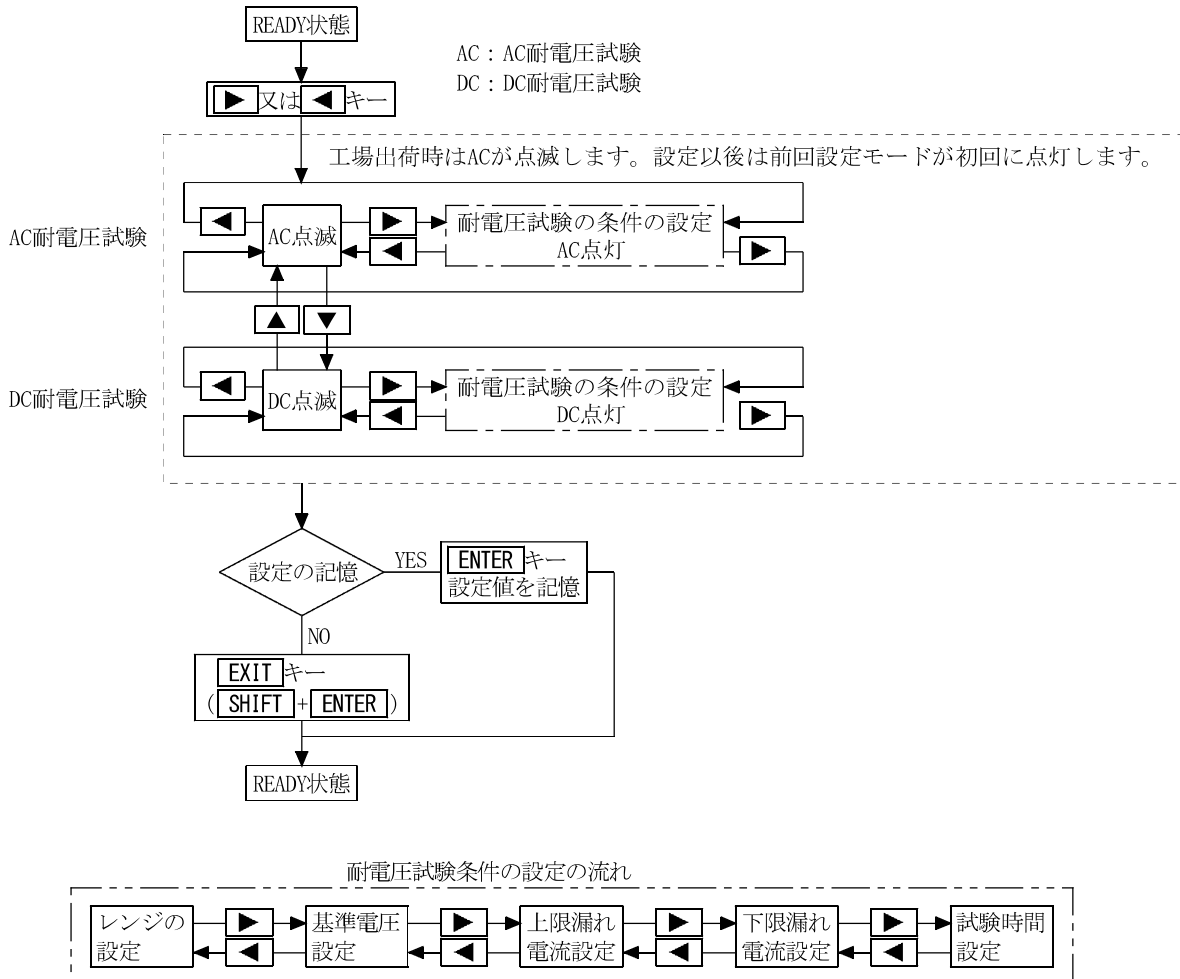 READY状態
AC：AC耐電圧試験
DC：DC耐電圧試験
▶又は◀キー
工場出荷時はACが点滅します。設定以後は前回設定モードが初回に点灯します。
AC耐電圧試験
◀
AC点滅
▶
◀
耐電圧試験の条件の設定
AC点灯
▶
▲
▼
DC耐電圧試験
◀
DC点滅
▶
◀
耐電圧試験の条件の設定
DC点灯
▶
設定の記憶
YES
ENTERキー
設定値を記憶
NO
EXITキー
(SHIFT+ENTER)
READY状態
耐電圧試験条件の設定の流れ
レンジの
設定
▶
◀
基準電圧
設定
▶
◀
上限漏れ
電流設定
▶
◀
下限漏れ
電流設定
▶
◀
試験時間
設定